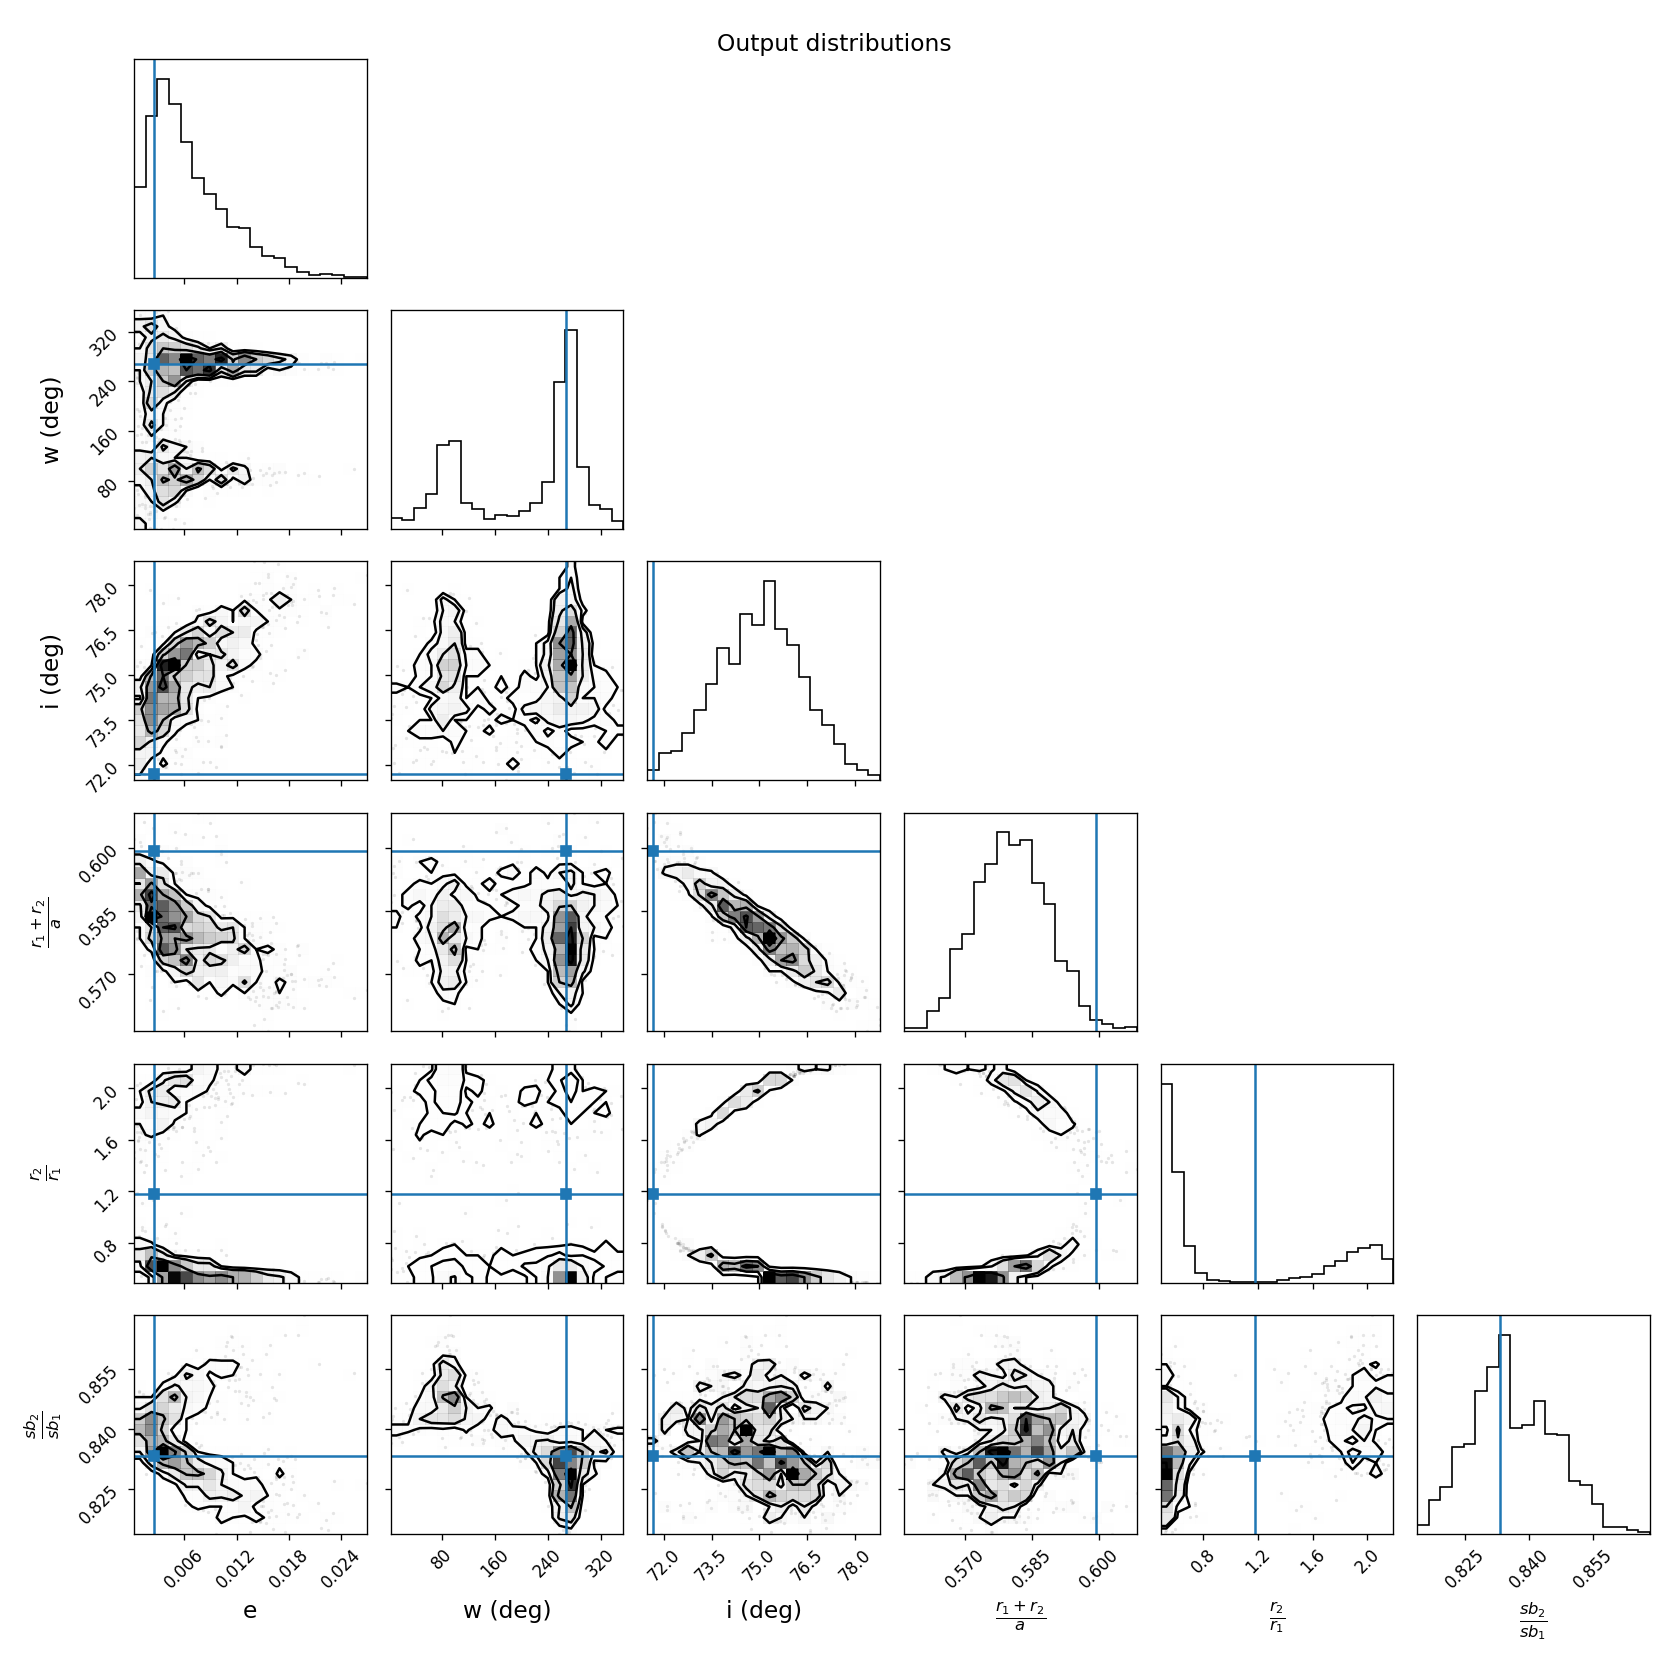 Output distributions
w (deg)
320
240
160
80
i (deg)
78.0
76.5
75.0
73.5
72.0
r₁ + r₂
a
0.600
0.585
0.570
r₂
r₁
2.0
1.6
1.2
0.8
sb₂
sb₁
0.855
0.840
0.825
0.006 0.012 0.018 0.024 80 160 240 320 72.0 73.5 75.0 76.5 78.0 0.570 0.585 0.600 0.8 1.2 1.6 2.0 0.825 0.840 0.855
e w (deg) i (deg) r₁ + r₂ r₂ sb₂
a r₁ sb₁